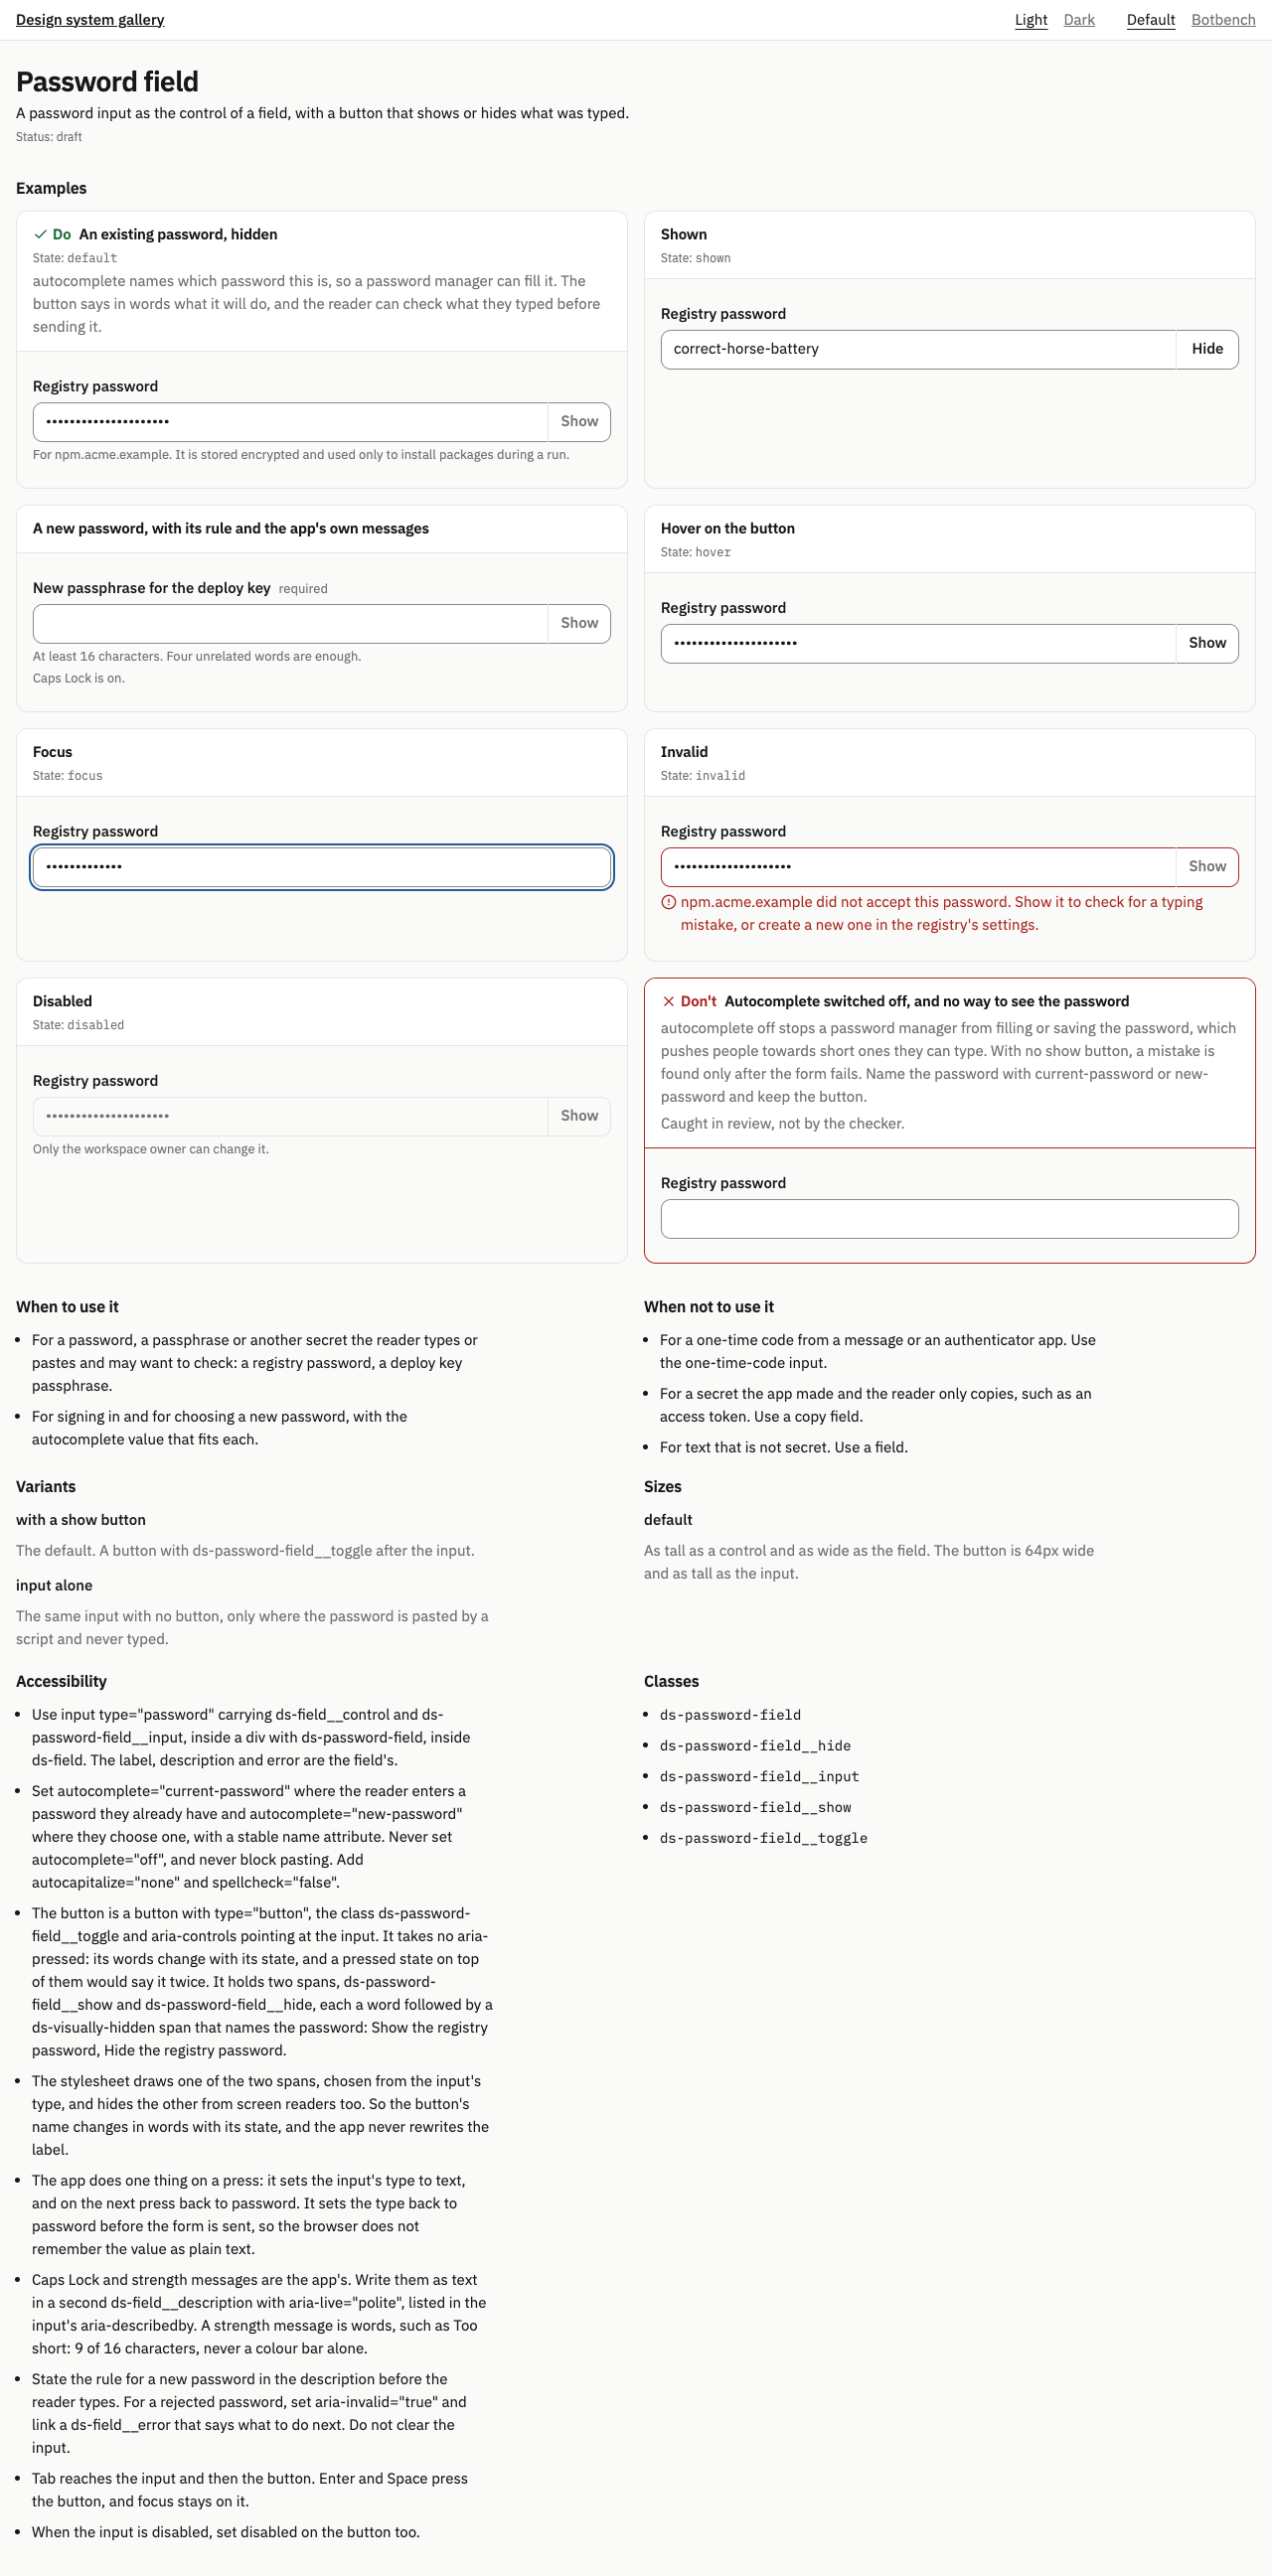 Design system gallery
Light Dark Default Botbench
Password field
A password input as the control of a field, with a button that shows or hides what was typed.
Status: draft
Examples
Do An existing password, hidden
State: default
autocomplete names which password this is, so a password manager can fill it. The
button says in words what it will do, and the reader can check what they typed before
sending it.
Registry password
•••••••••••••••••••••
Show
For npm.acme.example. It is stored encrypted and used only to install packages during a run.
Shown
State: shown
Registry password
correct-horse-battery
Hide
A new password, with its rule and the app's own messages
New passphrase for the deploy key required
Show
At least 16 characters. Four unrelated words are enough.
Caps Lock is on.
Hover on the button
State: hover
Registry password
•••••••••••••••••••••
Show
Focus
State: focus
Registry password
•••••••••••••
Invalid
State: invalid
Registry password
••••••••••••••••••••
Show
npm.acme.example did not accept this password. Show it to check for a typing
mistake, or create a new one in the registry's settings.
Disabled
State: disabled
Registry password
•••••••••••••••••••••
Show
Only the workspace owner can change it.
Don't Autocomplete switched off, and no way to see the password
autocomplete off stops a password manager from filling or saving the password, which
pushes people towards short ones they can type. With no show button, a mistake is
found only after the form fails. Name the password with current-password or new-
password and keep the button.
Caught in review, not by the checker.
Registry password
When to use it
• For a password, a passphrase or another secret the reader types or
pastes and may want to check: a registry password, a deploy key
passphrase.
• For signing in and for choosing a new password, with the
autocomplete value that fits each.
When not to use it
• For a one-time code from a message or an authenticator app. Use
the one-time-code input.
• For a secret the app made and the reader only copies, such as an
access token. Use a copy field.
• For text that is not secret. Use a field.
Variants
with a show button
The default. A button with ds-password-field__toggle after the input.
input alone
The same input with no button, only where the password is pasted by a
script and never typed.
Sizes
default
As tall as a control and as wide as the field. The button is 64px wide
and as tall as the input.
Accessibility
• Use input type="password" carrying ds-field__control and ds-
password-field__input, inside a div with ds-password-field, inside
ds-field. The label, description and error are the field's.
• Set autocomplete="current-password" where the reader enters a
password they already have and autocomplete="new-password"
where they choose one, with a stable name attribute. Never set
autocomplete="off", and never block pasting. Add
autocapitalize="none" and spellcheck="false".
• The button is a button with type="button", the class ds-password-
field__toggle and aria-controls pointing at the input. It takes no aria-
pressed: its words change with its state, and a pressed state on top
of them would say it twice. It holds two spans, ds-password-
field__show and ds-password-field__hide, each a word followed by a
ds-visually-hidden span that names the password: Show the registry
password, Hide the registry password.
• The stylesheet draws one of the two spans, chosen from the input's
type, and hides the other from screen readers too. So the button's
name changes in words with its state, and the app never rewrites the
label.
• The app does one thing on a press: it sets the input's type to text,
and on the next press back to password. It sets the type back to
password before the form is sent, so the browser does not
remember the value as plain text.
• Caps Lock and strength messages are the app's. Write them as text
in a second ds-field__description with aria-live="polite", listed in the
input's aria-describedby. A strength message is words, such as Too
short: 9 of 16 characters, never a colour bar alone.
• State the rule for a new password in the description before the
reader types. For a rejected password, set aria-invalid="true" and
link a ds-field__error that says what to do next. Do not clear the
input.
• Tab reaches the input and then the button. Enter and Space press
the button, and focus stays on it.
• When the input is disabled, set disabled on the button too.
Classes
• ds-password-field
• ds-password-field__hide
• ds-password-field__input
• ds-password-field__show
• ds-password-field__toggle